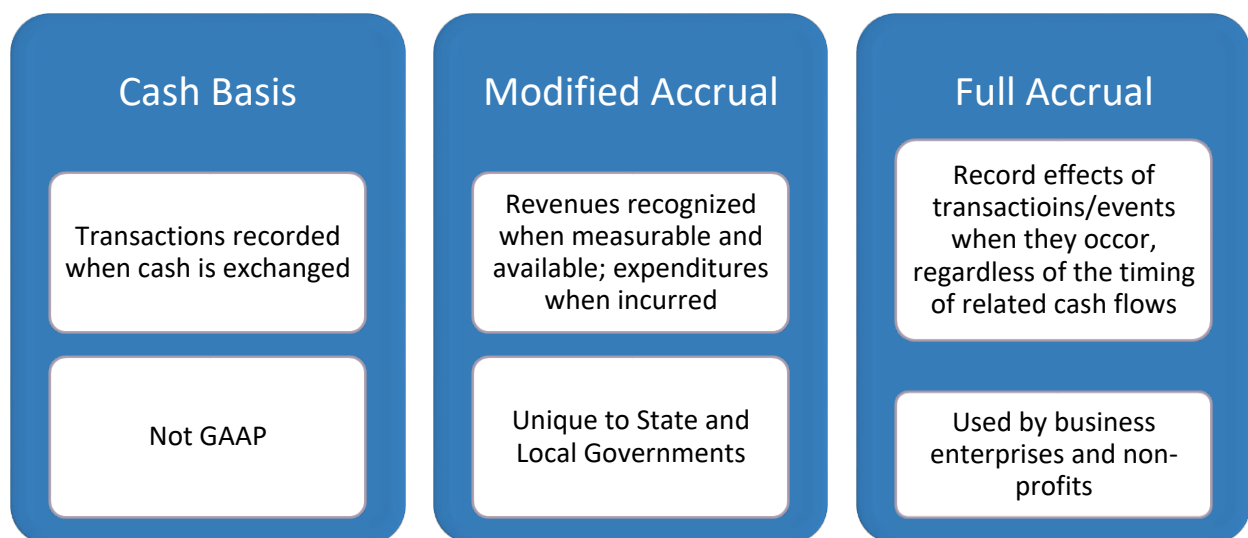 Cash Basis
Transactions recorded
when cash is exchanged
Not GAAP
Modified Accrual
Revenues recognized
when measurable and
available; expenditures
when incurred
Unique to State and
Local Governments
Full Accrual
Record effects of
transactioins/events
when they occor,
regardless of the timing
of related cash flows
Used by business
enterprises and non-
profits